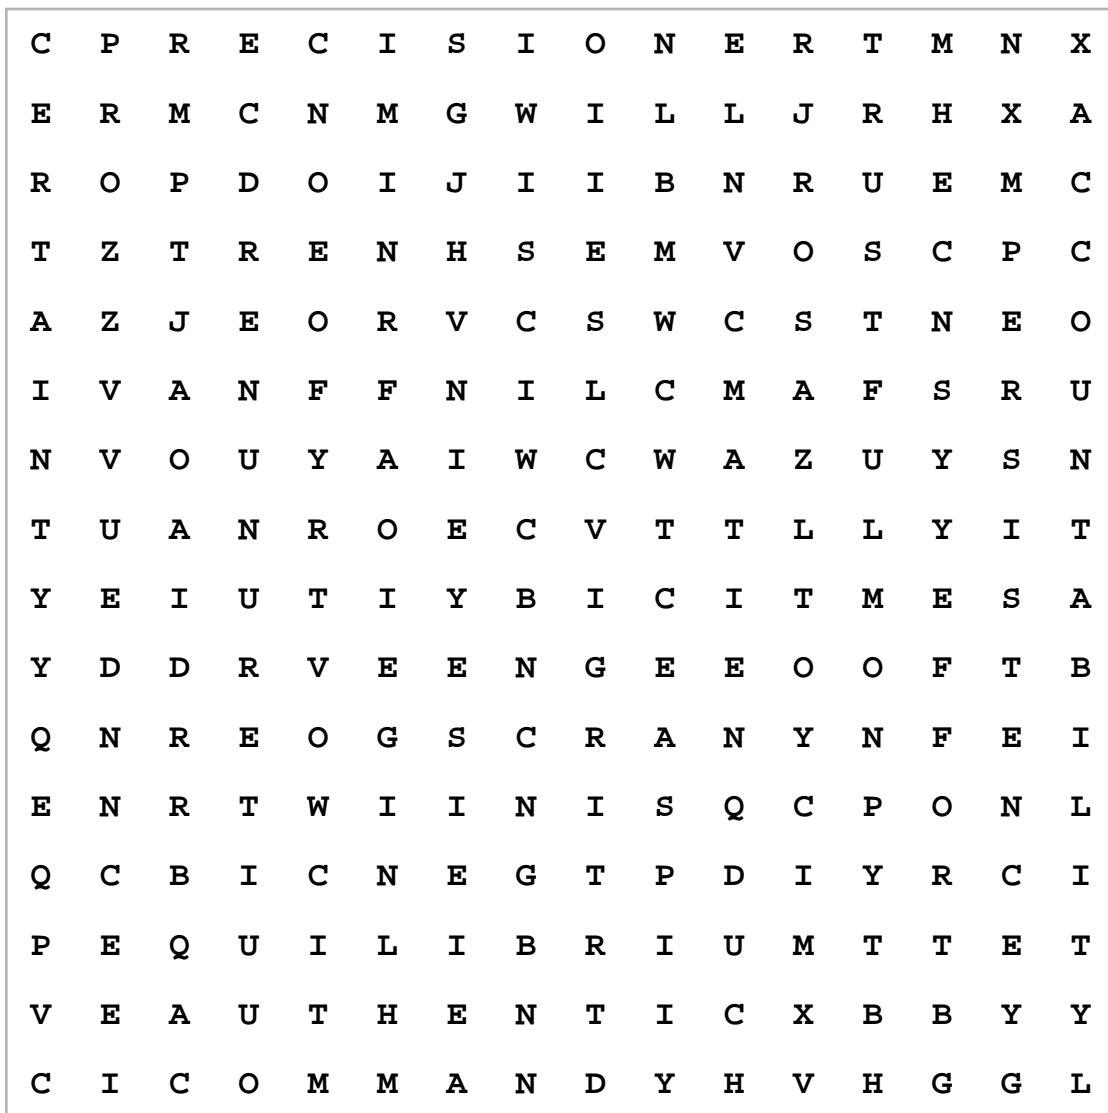 C P R E C I S I O N E R T M N X
E R M C N M G W I L L J R H X A
R O P D O I J I I B N R U E M C
T Z T R E N H S E M V O S C P C
A Z J E O R V C S W C S T N E O
I V A N F F N I L C M A F S R U
N V O U Y A I W C W A Z U Y S N
T U A N R O E C V T T L L Y I T
Y E I U T I Y B I C I T M E S A
Y D D R V E E N G E E O O F T B
Q N R E O G S C R A N Y N F E I
E N R T W I I N I S Q C P O N L
Q C B I C N E G T P D I Y R C I
P E Q U I L I B R I U M T T E T
V E A U T H E N T I C X B B Y Y
C I C O M M A N D Y H V H G G L